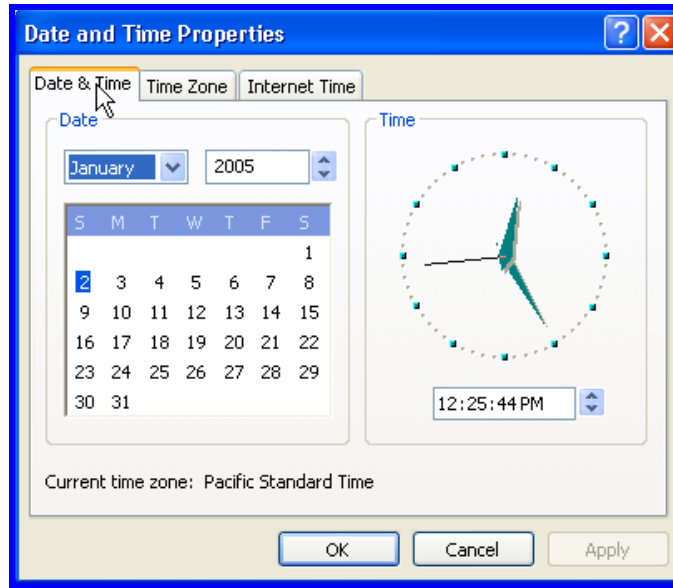 Date and Time Properties
Date & Time Time Zone Internet Time
Date
January 2005
S M T W T F S
1
2 3 4 5 6 7 8
9 10 11 12 13 14 15
16 17 18 19 20 21 22
23 24 25 26 27 28 29
30 31
Time
12:25:44 PM
Current time zone: Pacific Standard Time
OK Cancel Apply